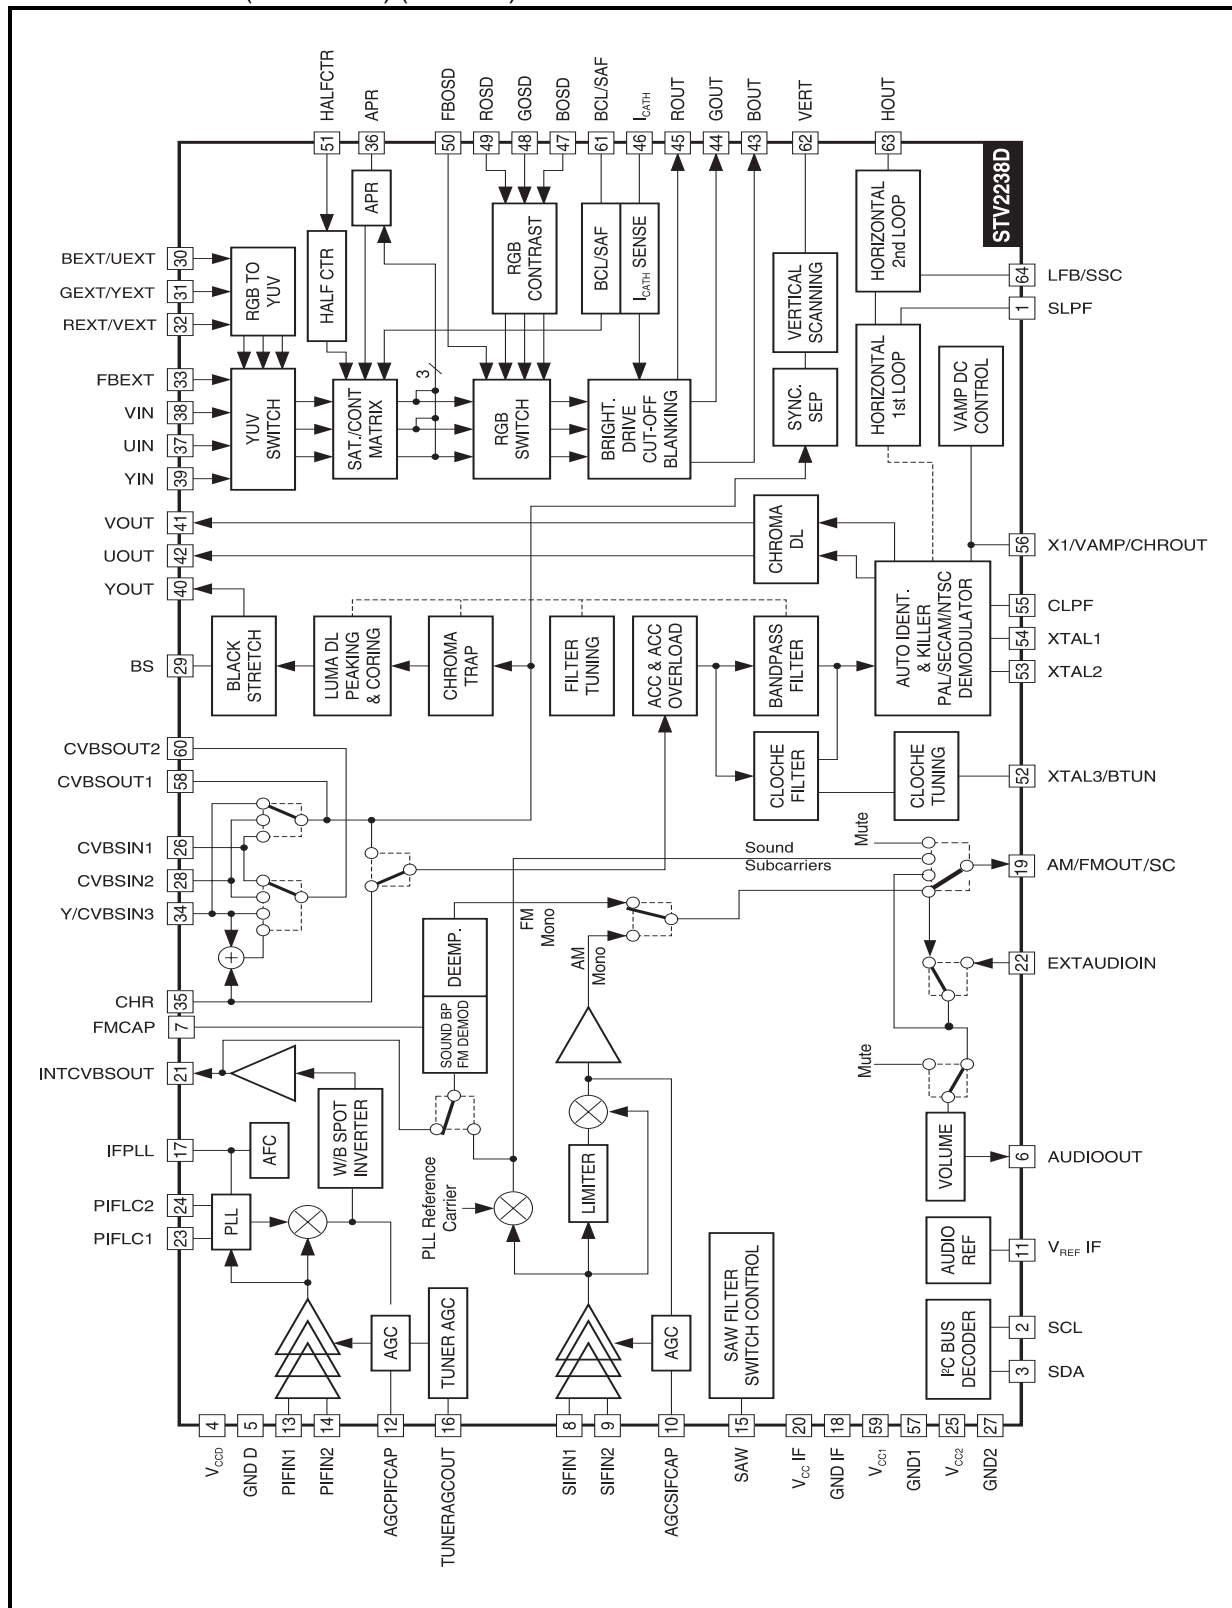 HALFCTR
APR
FBOSD
ROSD
GOSD
BOSD
BCL/SAF
ICATH
ROUT
GOUT
BOUT
VERT
HOUT
51
36
50
49
48
47
61
46
45
44
43
62
63
STV2238D
BEXT/UEXT 30
GEXT/YEXT 31
REXT/VEXT 32
FBEXT 33
VIN 38
UIN 37
YIN 39
VOUT 41
UOUT 42
YOUT 40
BS 29
CVBSOUT2 60
CVBSOUT1 58
CVBSIN1 26
CVBSIN2 28
Y/CVBSIN3 34
CHR 35
FMCAP 7
INTCVBSOUT 21
IFPLL 17
PIFLC2 24
PIFLC1 23
RGB TO
YUV
HALF CTR
APR
RGB
CONTRAST
BCL/SAF
ICATH SENSE
VERTICAL
SCANNING
HORIZONTAL
2nd LOOP
YUV
SWITCH
SAT./CONT
MATRIX
3
RGB
SWITCH
BRIGHT.
DRIVE
CUT-OFF
BLANKING
SYNC.
SEP
HORIZONTAL
1st LOOP
VAMP DC
CONTROL
CHROMA
DL
BLACK
STRETCH
LUMA DL
PEAKING
& CORING
CHROMA
TRAP
FILTER
TUNING
ACC & ACC
OVERLOAD
BANDPASS
FILTER
AUTO IDENT.
& KILLER
PAL/SECAM/NTSC
DEMODULATOR
CLOCHE
FILTER
CLOCHE
TUNING
Sound
Subcarriers
Mute
+
FM
Mono
AM
Mono
DEEMP.
SOUND BP
FM DEMOD
Mute
W/B SPOT
INVERTER
AFC
PLL
PLL Reference
Carrier
LIMITER
VOLUME
AUDIO
REF
AGC
TUNER AGC
AGC
SAW FILTER
SWITCH CONTROL
I²C BUS
DECODER
64 LFB/SSC
1 SLPF
56 X1/VAMP/CHROUT
55 CLPF
54 XTAL1
53 XTAL2
52 XTAL3/BTUN
19 AM/FMOUT/SC
22 EXTAUDIOIN
6 AUDIOOUT
11 VREF IF
2 SCL
3 SDA
4
5
13
14
12
16
8
9
10
15
20
18
59
57
25
27
VCCD
GND D
PIFIN1
PIFIN2
AGCPIFCAP
TUNERAGCOUT
SIFIN1
SIFIN2
AGCSIFCAP
SAW
VCC IF
GND IF
VCC1
GND1
VCC2
GND2